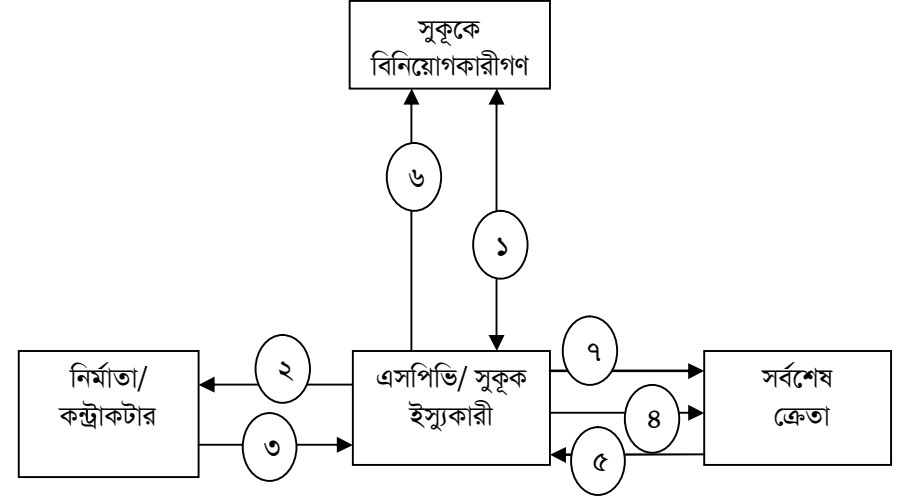 সুকূকে
বিনিয়োগকারীগণ
৬
১
নির্মাতা/
কন্ট্রাকটার
২
৩
এসপিভি/ সুকূক
ইস্যুকারী
৭
৪
৫
সর্বশেষ
ক্রেতা